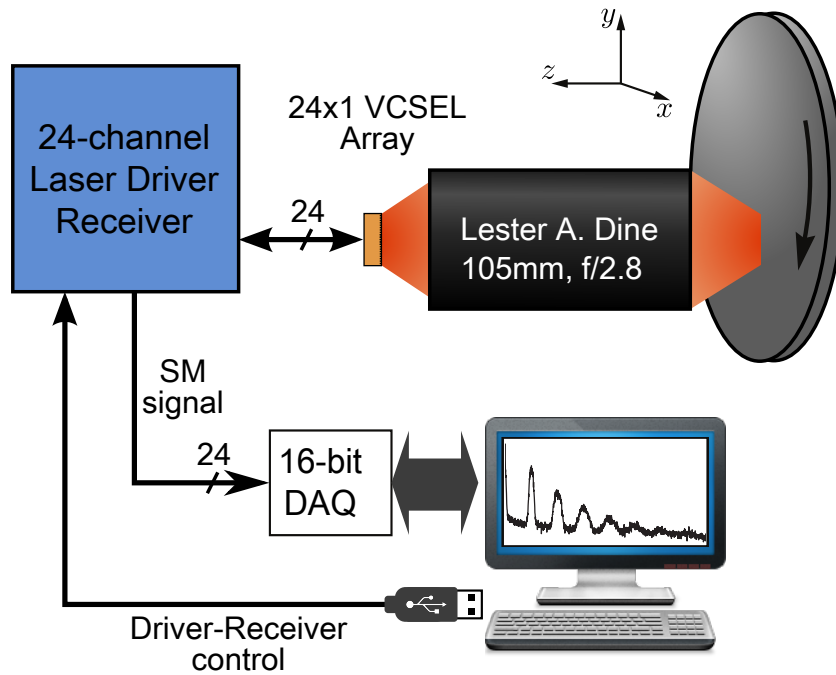 y
z
x
24-channel
Laser Driver
Receiver
24x1 VCSEL
Array
24
Lester A. Dine
105mm, f/2.8
SM
signal
24
16-bit
DAQ
Driver-Receiver
control